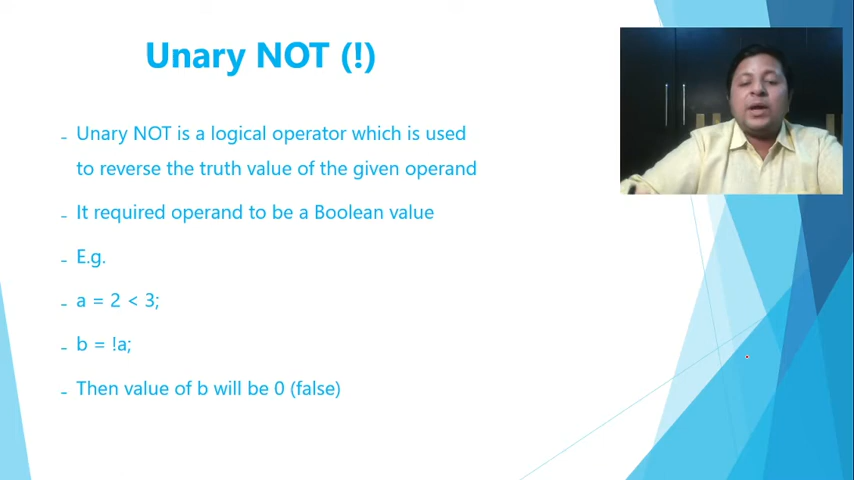 Unary NOT (!)
- Unary NOT is a logical operator which is used
to reverse the truth value of the given operand
- It required operand to be a Boolean value
- E.g.
- a = 2 < 3;
- b = !a;
- Then value of b will be 0 (false)